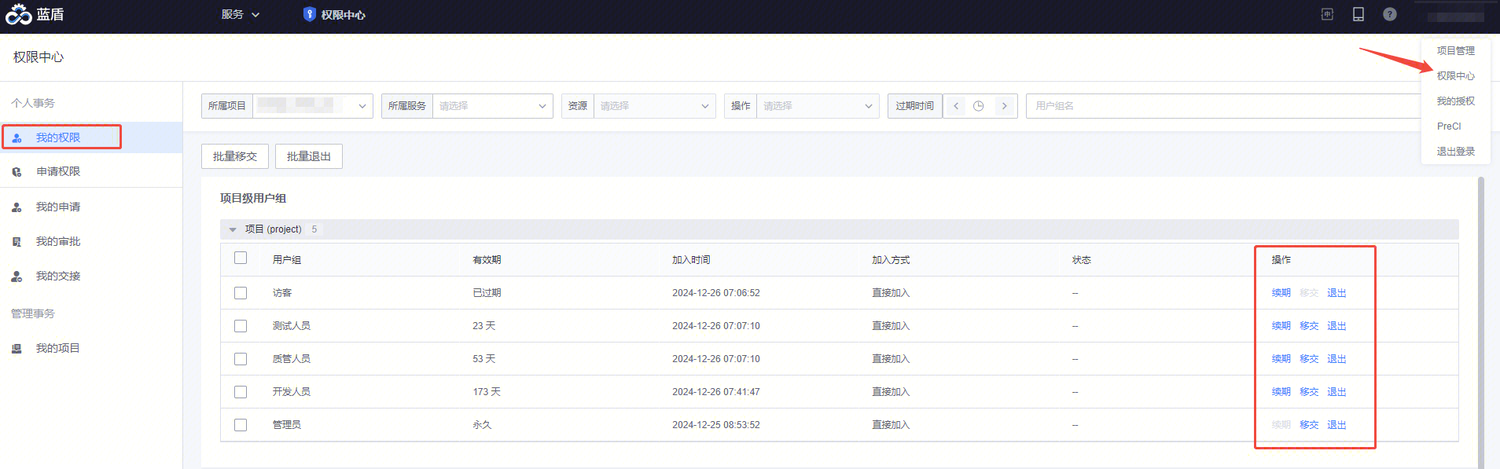 蓝盾 服务 权限中心
权限中心
项目管理
权限中心
我的授权
PreCI
退出登录
个人事务
我的权限
申请权限
我的申请
我的审批
我的交接
管理事务
我的项目
所属项目 所属服务 请选择 资源 请选择 操作 请选择 过期时间 用户组名
批量移交 批量退出
项目级用户组
项目 (project) 5
用户组 有效期 加入时间 加入方式 状态 操作
访客 已过期 2024-12-26 07:06:52 直接加入 -- 续期 移交 退出
测试人员 23 天 2024-12-26 07:07:10 直接加入 -- 续期 移交 退出
质管人员 53 天 2024-12-26 07:07:10 直接加入 -- 续期 移交 退出
开发人员 173 天 2024-12-26 07:41:47 直接加入 -- 续期 移交 退出
管理员 永久 2024-12-25 08:53:52 直接加入 -- 续期 移交 退出